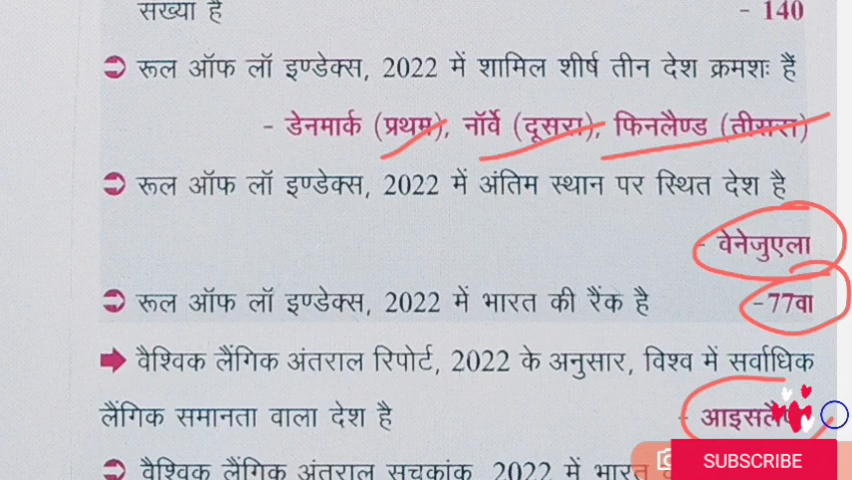 संख्या है - 140
➲ रूल ऑफ लॉ इण्डेक्स, 2022 में शामिल शीर्ष तीन देश क्रमशः हैं
- डेनमार्क (प्रथम), नॉर्वे (दूसरा), फिनलैण्ड (तीसरा)
➲ रूल ऑफ लॉ इण्डेक्स, 2022 में अंतिम स्थान पर स्थित देश है
- वेनेजुएला
➲ रूल ऑफ लॉ इण्डेक्स, 2022 में भारत की रैंक है -77वा
➡ वैश्विक लैंगिक अंतराल रिपोर्ट, 2022 के अनुसार, विश्व में सर्वाधिक
लैंगिक समानता वाला देश है -
➲ वैश्विक लैंगिक अंतराल सूचकांक, 2022 में भारत
SUBSCRIBE